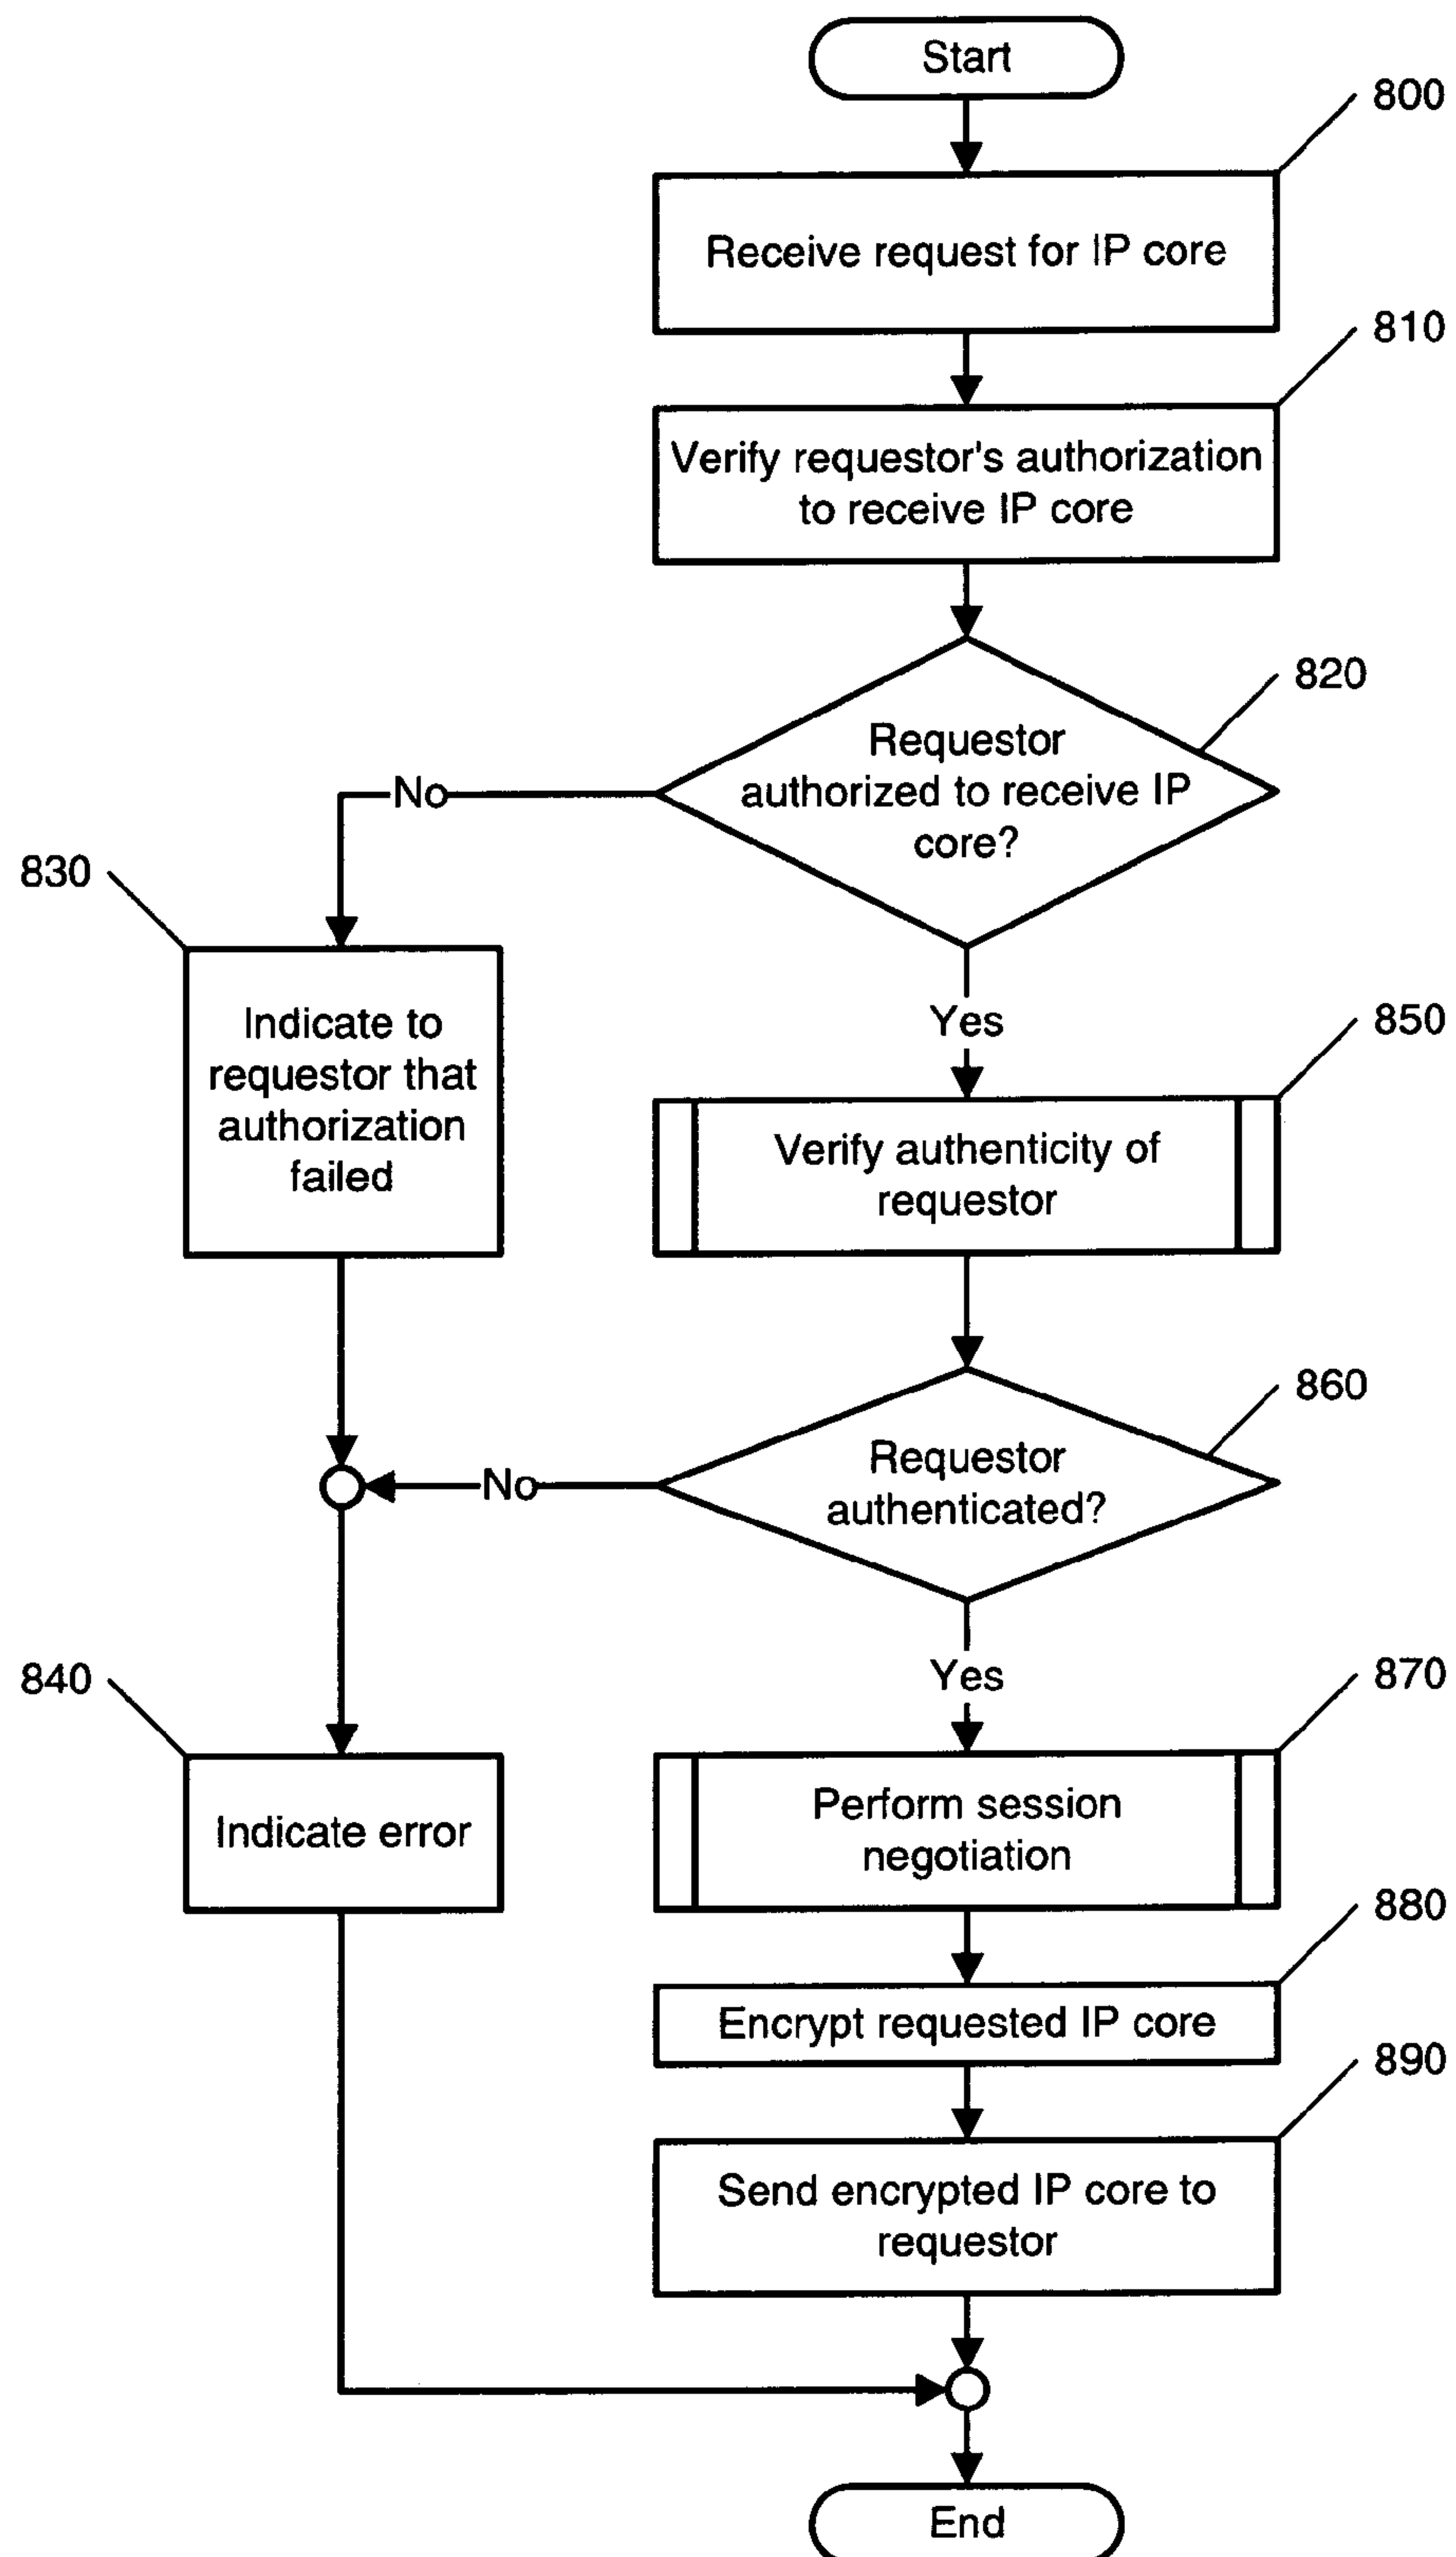 Start
800
Receive request for IP core
810
Verify requestor's authorization
to receive IP core
820
Requestor
authorized to receive IP
core?
No
830
Indicate to
requestor that
authorization
failed
Yes
850
Verify authenticity of
requestor
860
Requestor
authenticated?
No
Yes
840
Indicate error
870
Perform session
negotiation
880
Encrypt requested IP core
890
Send encrypted IP core to
requestor
End